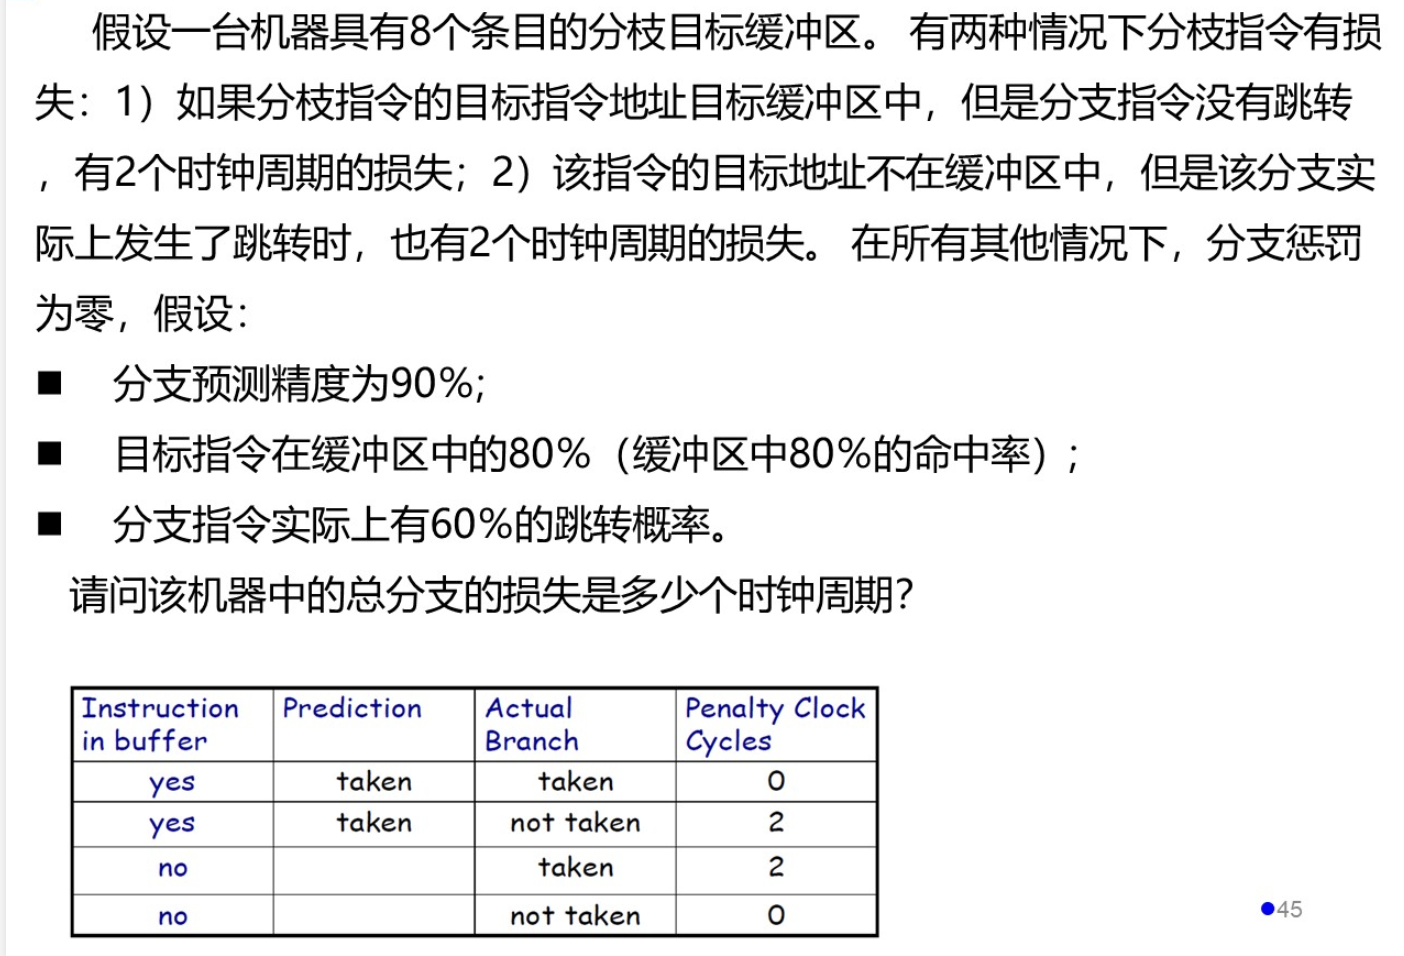 假设一台机器具有8个条目的分枝目标缓冲区。 有两种情况下分枝指令有损
失：1）如果分枝指令的目标指令地址目标缓冲区中，但是分支指令没有跳转
，有2个时钟周期的损失；2）该指令的目标地址不在缓冲区中，但是该分支实
际上发生了跳转时，也有2个时钟周期的损失。 在所有其他情况下，分支惩罚
为零，假设：
■ 分支预测精度为90%;
■ 目标指令在缓冲区中的80%（缓冲区中80%的命中率）;
■ 分支指令实际上有60%的跳转概率。
请问该机器中的总分支的损失是多少个时钟周期?
Instruction in buffer Prediction Actual Branch Penalty Clock Cycles
yes taken taken 0
yes taken not taken 2
no taken 2
no not taken 0
●45